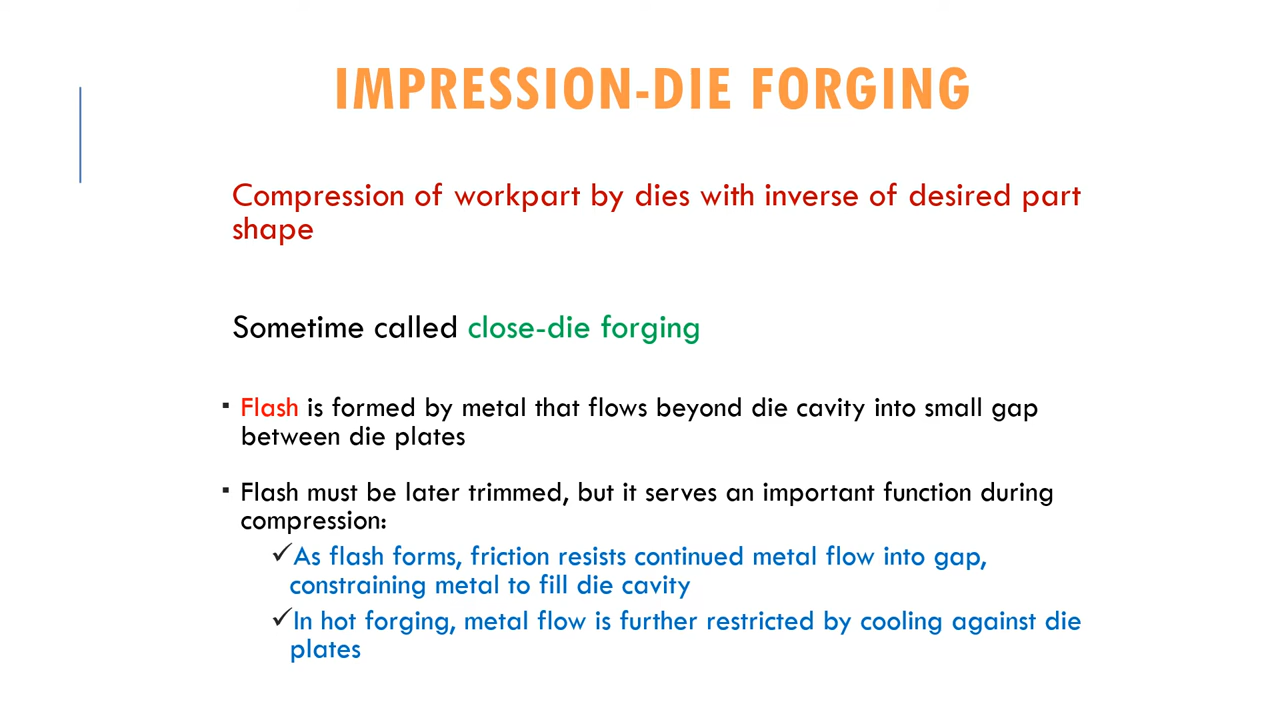 IMPRESSION-DIE FORGING
Compression of workpart by dies with inverse of desired part
shape
Sometime called close-die forging
▪ Flash is formed by metal that flows beyond die cavity into small gap
between die plates
▪ Flash must be later trimmed, but it serves an important function during
compression:
✓As flash forms, friction resists continued metal flow into gap,
constraining metal to fill die cavity
✓In hot forging, metal flow is further restricted by cooling against die
plates